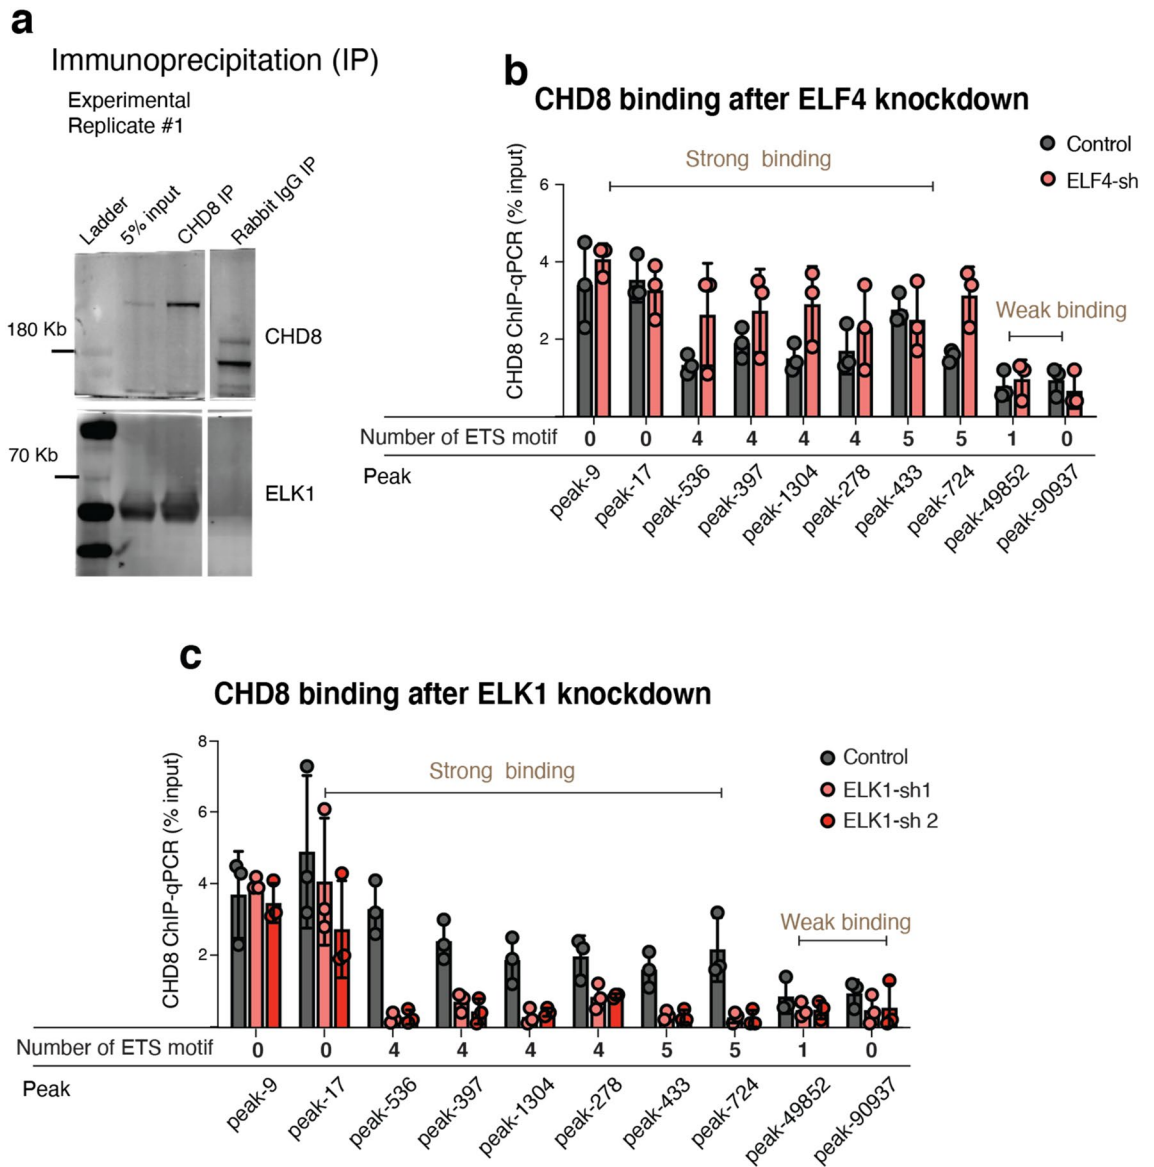 a
Immunoprecipitation (IP)
Experimental
Replicate #1
Ladder
5% input
CHD8 IP
Rabbit IgG IP
180 Kb
CHD8
70 Kb
ELK1
b
CHD8 binding after ELF4 knockdown
Control
ELF4-sh
Strong binding
Weak binding
CHD8 ChIP-qPCR (% input)
6
4
2
Number of ETS motif 0 0 4 4 4 4 5 5 1 0
Peak
peak-9
peak-17
peak-536
peak-397
peak-1304
peak-278
peak-433
peak-724
peak-49852
peak-90937
c
CHD8 binding after ELK1 knockdown
Control
ELK1-sh1
ELK1-sh 2
Strong binding
Weak binding
CHD8 ChIP-qPCR (% input)
8
6
4
2
Number of ETS motif 0 0 4 4 4 4 5 5 1 0
Peak
peak-9
peak-17
peak-536
peak-397
peak-1304
peak-278
peak-433
peak-724
peak-49852
peak-90937